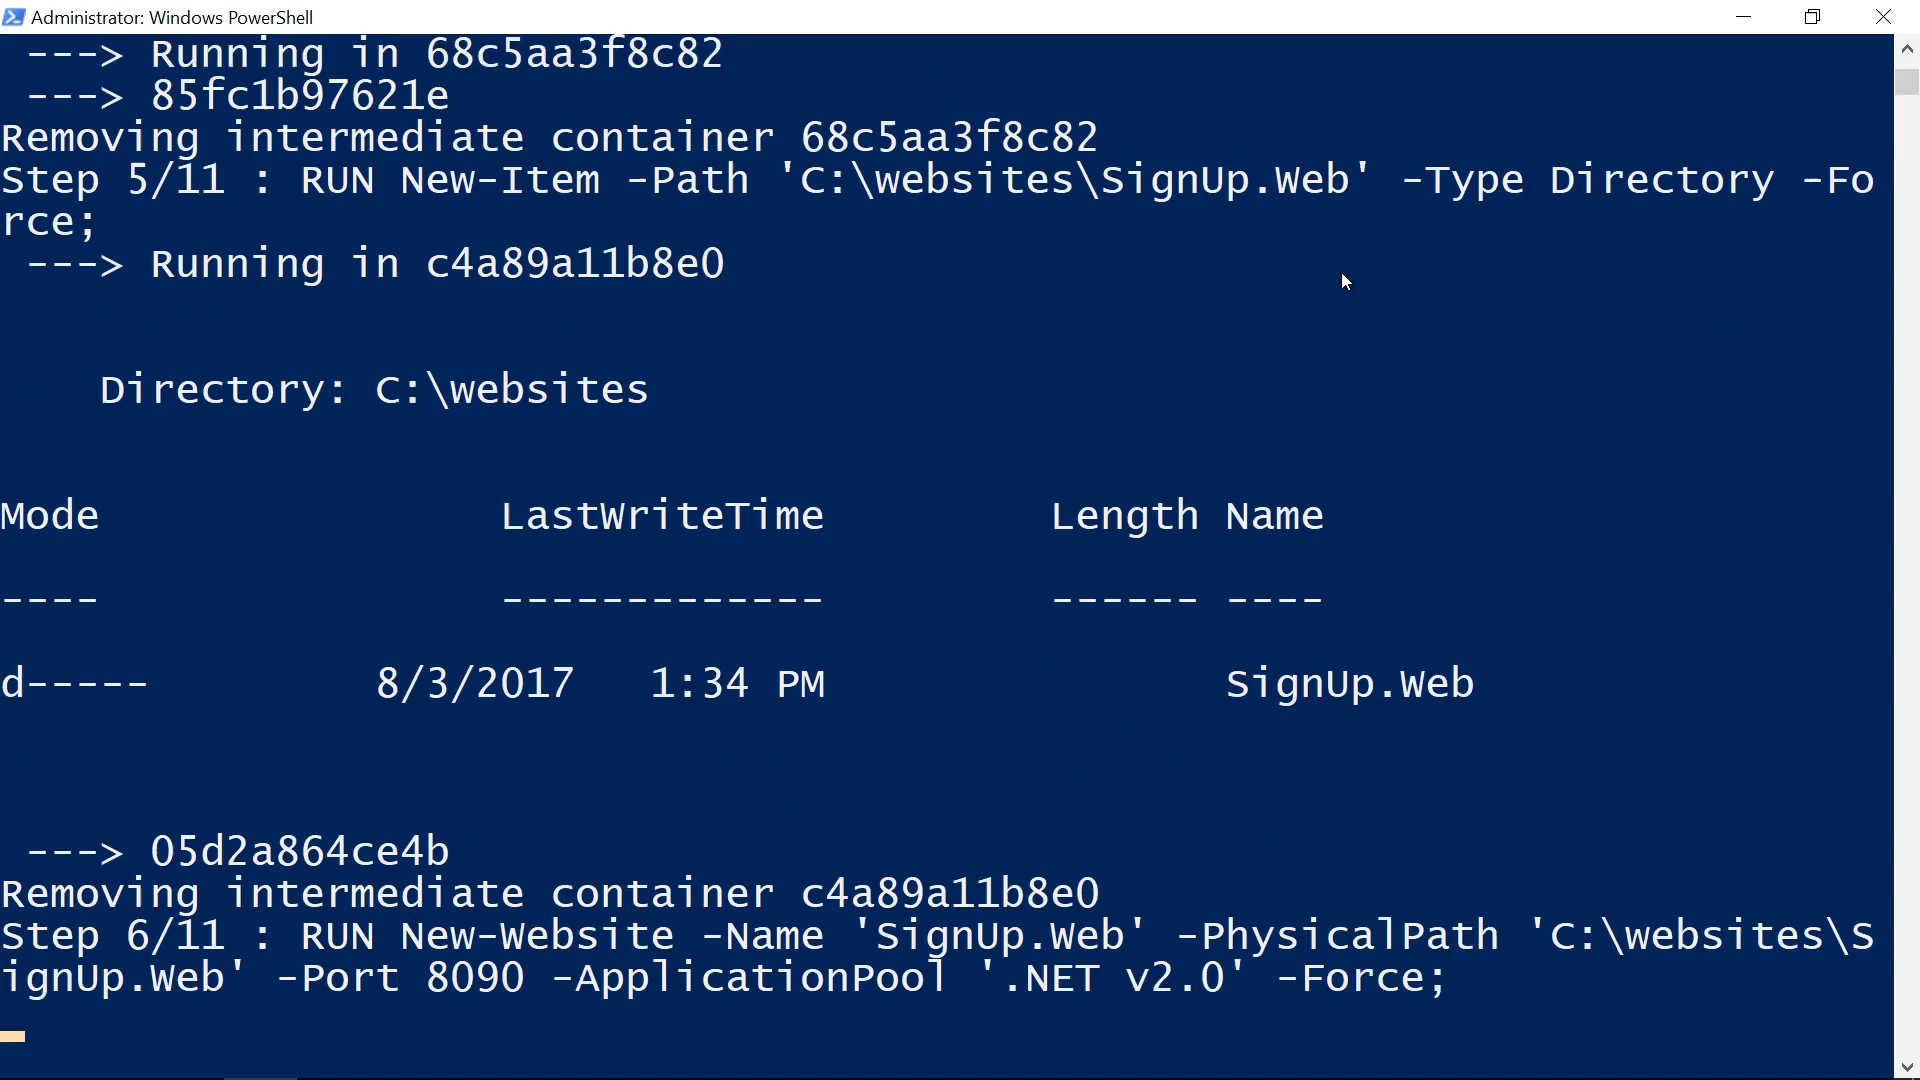 Administrator: Windows PowerShell
---> Running in 68c5aa3f8c82
---> 85fc1b97621e
Removing intermediate container 68c5aa3f8c82
Step 5/11 : RUN New-Item -Path 'C:\websites\SignUp.Web' -Type Directory -Fo
rce;
---> Running in c4a89a11b8e0
Directory: C:\websites
Mode LastWriteTime Length Name
---- ------------- ------ ----
d----- 8/3/2017 1:34 PM SignUp.Web
---> 05d2a864ce4b
Removing intermediate container c4a89a11b8e0
Step 6/11 : RUN New-Website -Name 'SignUp.Web' -PhysicalPath 'C:\websites\S
ignUp.Web' -Port 8090 -ApplicationPool '.NET v2.0' -Force;